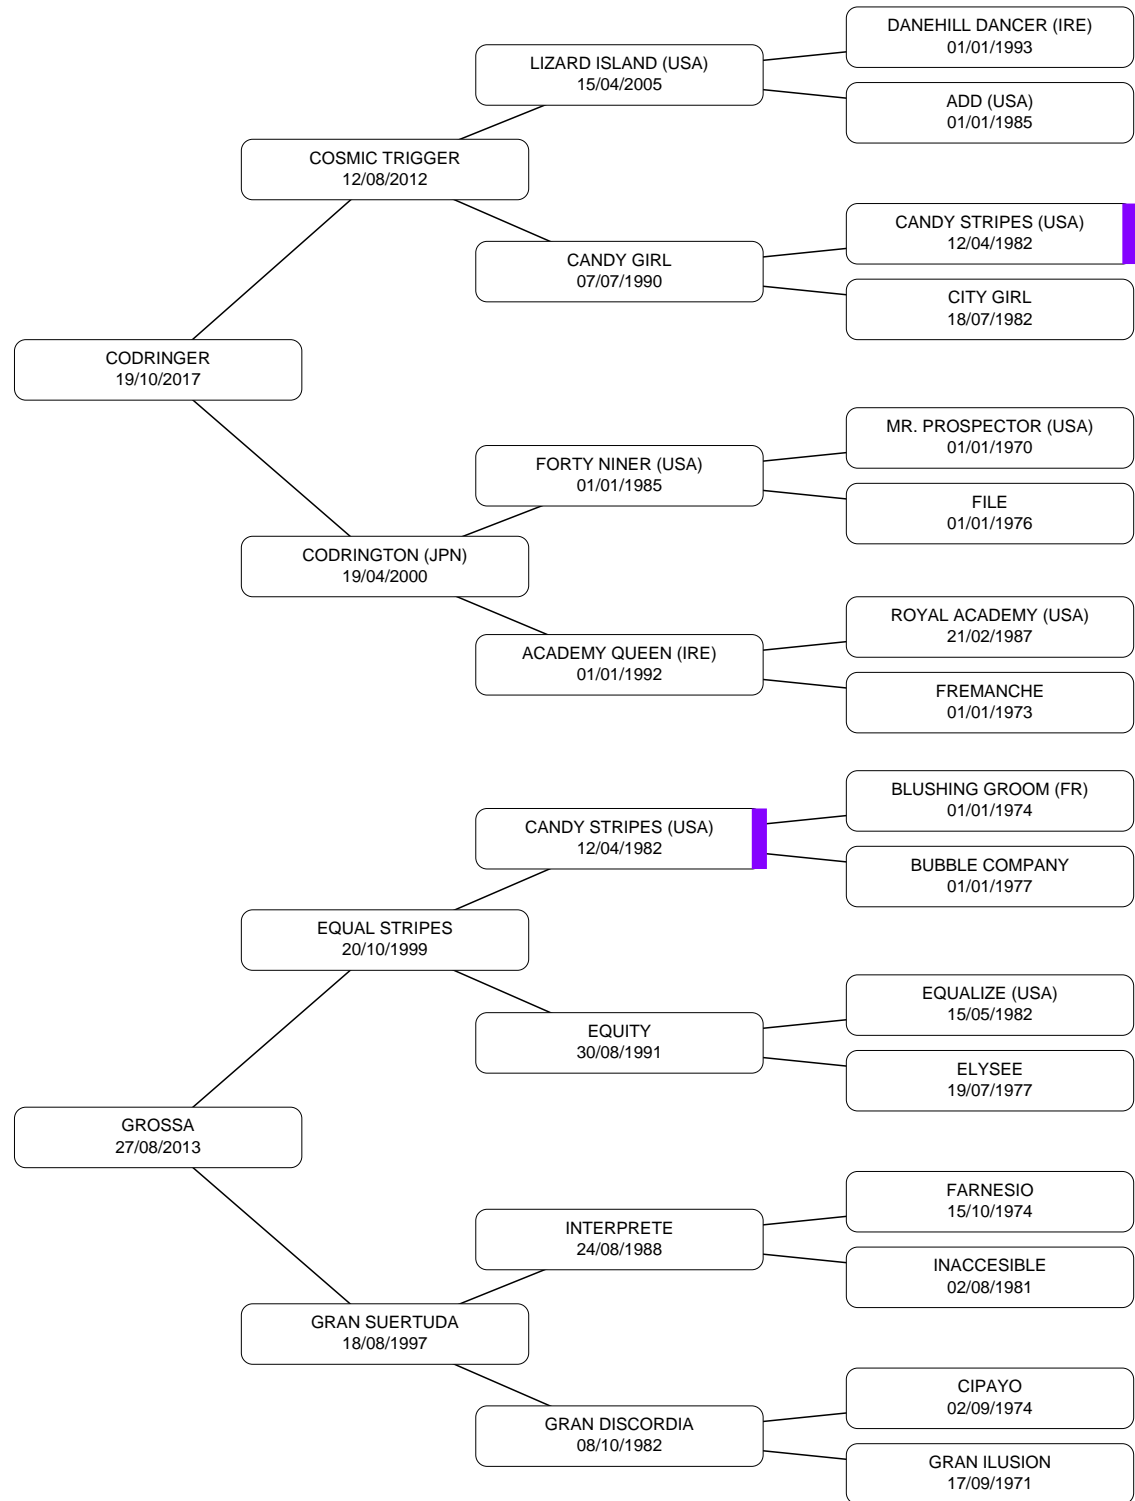 DANEHILL DANCER (IRE)
01/01/1993
LIZARD ISLAND (USA)
15/04/2005
ADD (USA)
01/01/1985
COSMIC TRIGGER
12/08/2012
CANDY STRIPES (USA)
12/04/1982
CANDY GIRL
07/07/1990
CITY GIRL
18/07/1982
CODRINGER
19/10/2017
MR. PROSPECTOR (USA)
01/01/1970
FORTY NINER (USA)
01/01/1985
FILE
01/01/1976
CODRINGTON (JPN)
19/04/2000
ROYAL ACADEMY (USA)
21/02/1987
ACADEMY QUEEN (IRE)
01/01/1992
FREMANCHE
01/01/1973
BLUSHING GROOM (FR)
01/01/1974
CANDY STRIPES (USA)
12/04/1982
BUBBLE COMPANY
01/01/1977
EQUAL STRIPES
20/10/1999
EQUALIZE (USA)
15/05/1982
EQUITY
30/08/1991
ELYSEE
19/07/1977
GROSSA
27/08/2013
FARNESIO
15/10/1974
INTERPRETE
24/08/1988
INACCESIBLE
02/08/1981
GRAN SUERTUDA
18/08/1997
CIPAYO
02/09/1974
GRAN DISCORDIA
08/10/1982
GRAN ILUSION
17/09/1971